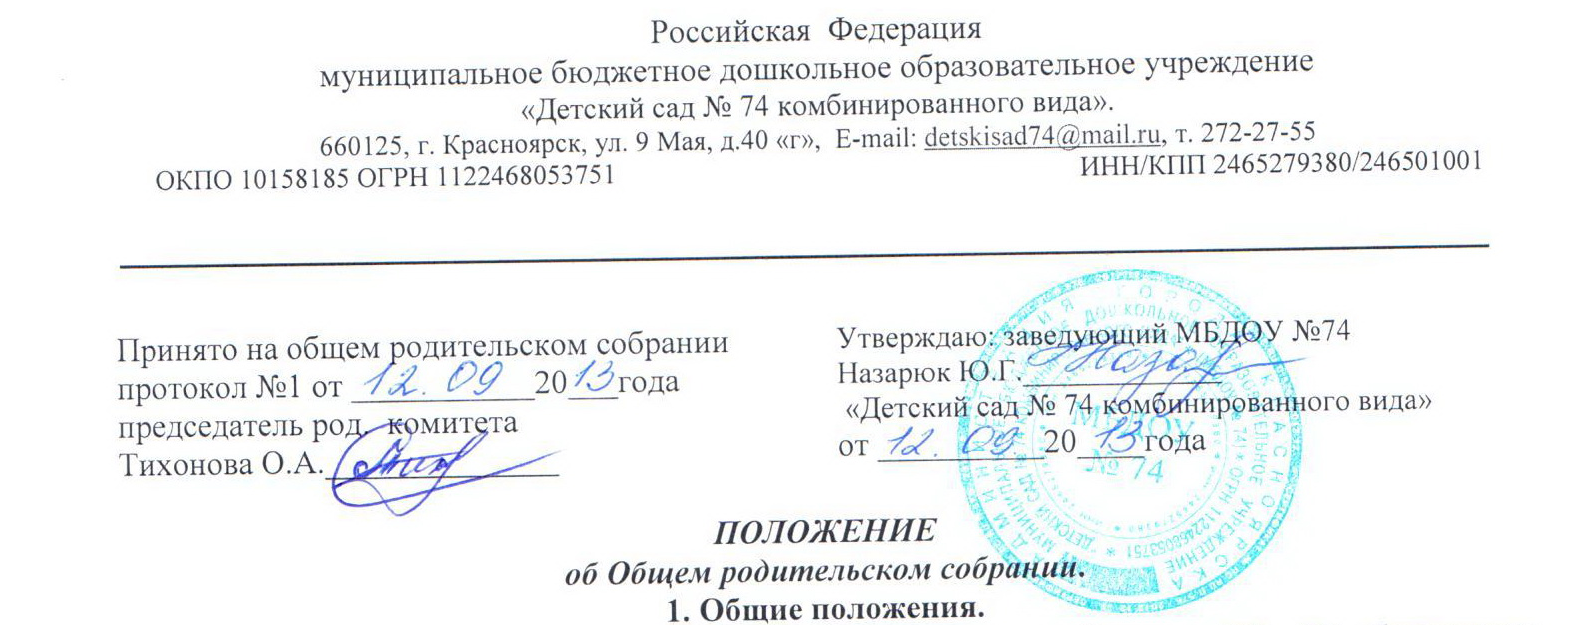 Российская Федерация
муниципальное бюджетное дошкольное образовательное учреждение
«Детский сад № 74 комбинированного вида».
660125, г. Красноярск, ул. 9 Мая, д.40 «г», E-mail: detskisad74@mail.ru, т. 272-27-55
ОКПО 10158185 ОГРН 1122468053751 ИНН/КПП 2465279380/246501001
Принято на общем родительском собрании
протокол №1 от 12.09 2013 года
председатель род. комитета
Тихонова О.А.
Утверждаю: заведующий МБДОУ №74
Назарюк Ю.Г.
«Детский сад № 74 комбинированного вида»
от 12.09. 2013 года
МБДОУ
№ 74
ПОЛОЖЕНИЕ
об Общем родительском собрании.
1. Общие положения.